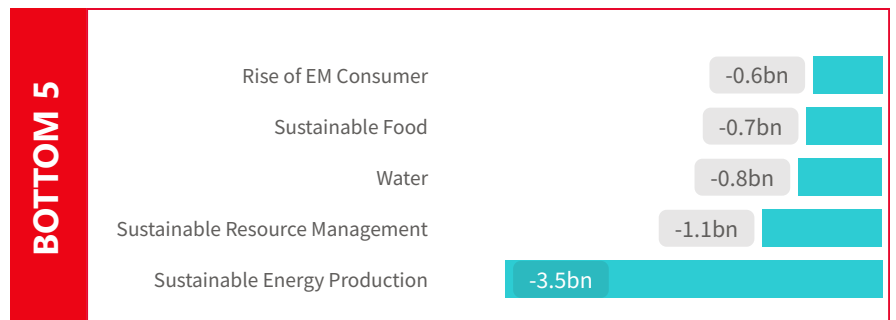 BOTTOM 5
Rise of EM Consumer -0.6bn
Sustainable Food -0.7bn
Water -0.8bn
Sustainable Resource Management -1.1bn
Sustainable Energy Production -3.5bn